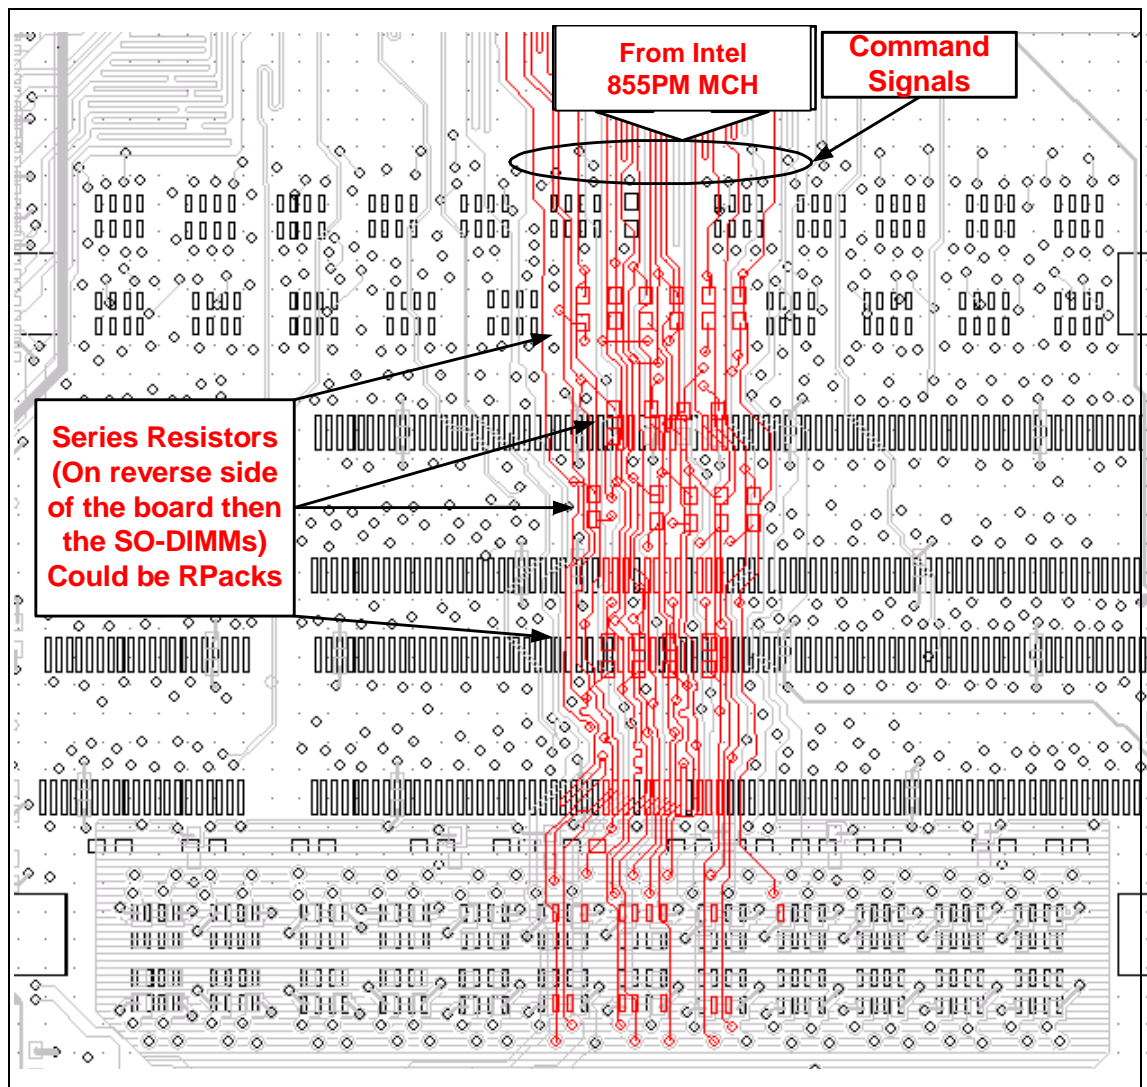 From Intel
855PM MCH
Command
Signals
Series Resistors
(On reverse side
of the board then
the SO-DIMMs)
Could be RPacks